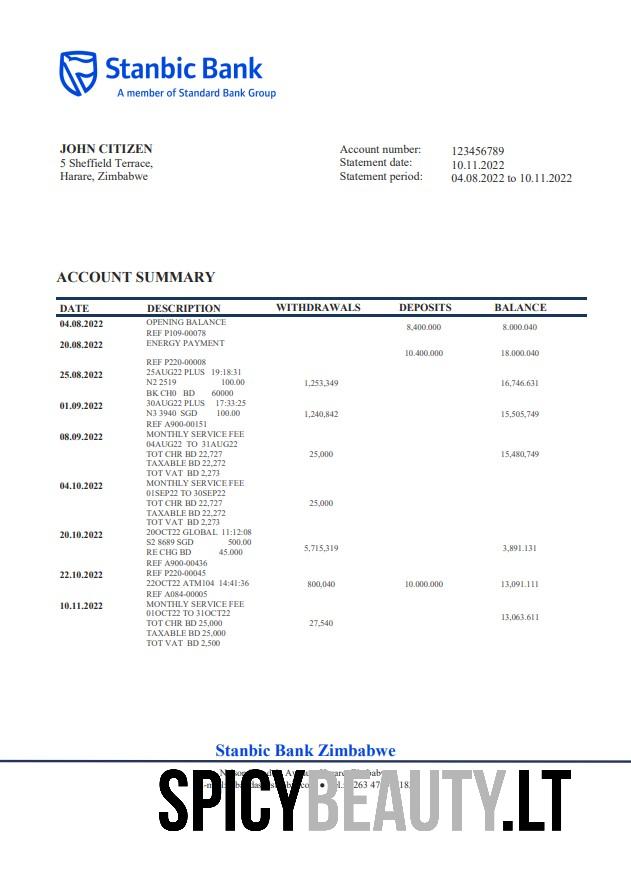 Stanbic Bank
A member of Standard Bank Group
JOHN CITIZEN
5 Sheffield Terrace,
Harare, Zimbabwe
Account number: 123456789
Statement date: 10.11.2022
Statement period: 04.08.2022 to 10.11.2022
ACCOUNT SUMMARY
DATE DESCRIPTION WITHDRAWALS DEPOSITS BALANCE
04.08.2022 OPENING BALANCE 8,400.000 8.000.040
REF P109-00078
20.08.2022 ENERGY PAYMENT
10.400.000 18.000.040
REF P220-00008
25.08.2022 25AUG22 PLUS 19:18:31
N2 2519 100.00 1,253,349 16,746.631
BK CH0 BD 60000
01.09.2022 30AUG22 PLUS 17:33:25
N3 3940 SGD 100.00 1,240,842 15,505,749
REF A900-00151
08.09.2022 MONTHLY SERVICE FEE
04AUG22 TO 31AUG22
TOT CHR BD 22,727 25,000 15,480,749
TAXABLE BD 22,272
TOT VAT BD 2,273
04.10.2022 MONTHLY SERVICE FEE
01SEP22 TO 30SEP22
TOT CHR BD 22,727 25,000
TAXABLE BD 22,272
TOT VAT BD 2,273
20.10.2022 20OCT22 GLOBAL 11:12:08
S2 8689 SGD 500.00
RE CHG BD 45.000 5,715,319 3,891.131
REF A900-00436
22.10.2022 REF P220-00045
22OCT22 ATM104 14:41:36 800,040 10.000.000 13,091.111
REF A084-00005
10.11.2022 MONTHLY SERVICE FEE
01OCT22 TO 31OCT22 13,063.611
TOT CHR BD 25,000 27,540
TAXABLE BD 25,000
TOT VAT BD 2,500
Stanbic Bank Zimbabwe
SPICYBEAUTY.LT